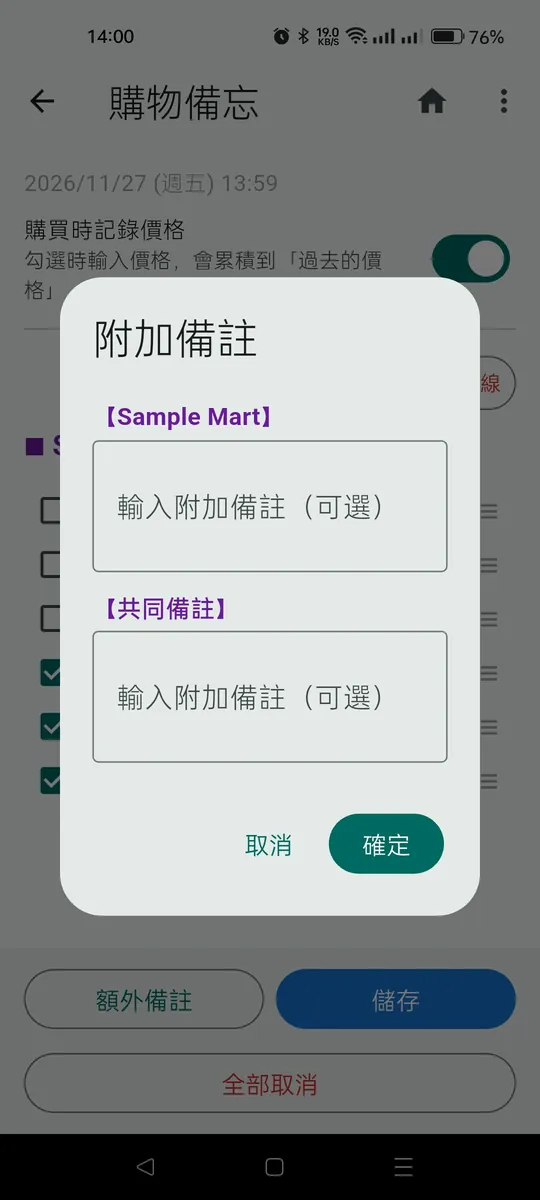 14:00
19.0
KB/S
76%
購物備忘
2026/11/27 (週五) 13:59
購買時記錄價格
勾選時輸入價格，會累積到「過去的價
格」
附加備註
線
【Sample Mart】
S
輸入附加備註（可選）
【共同備註】
輸入附加備註（可選）
取消
確定
額外備註
儲存
全部取消